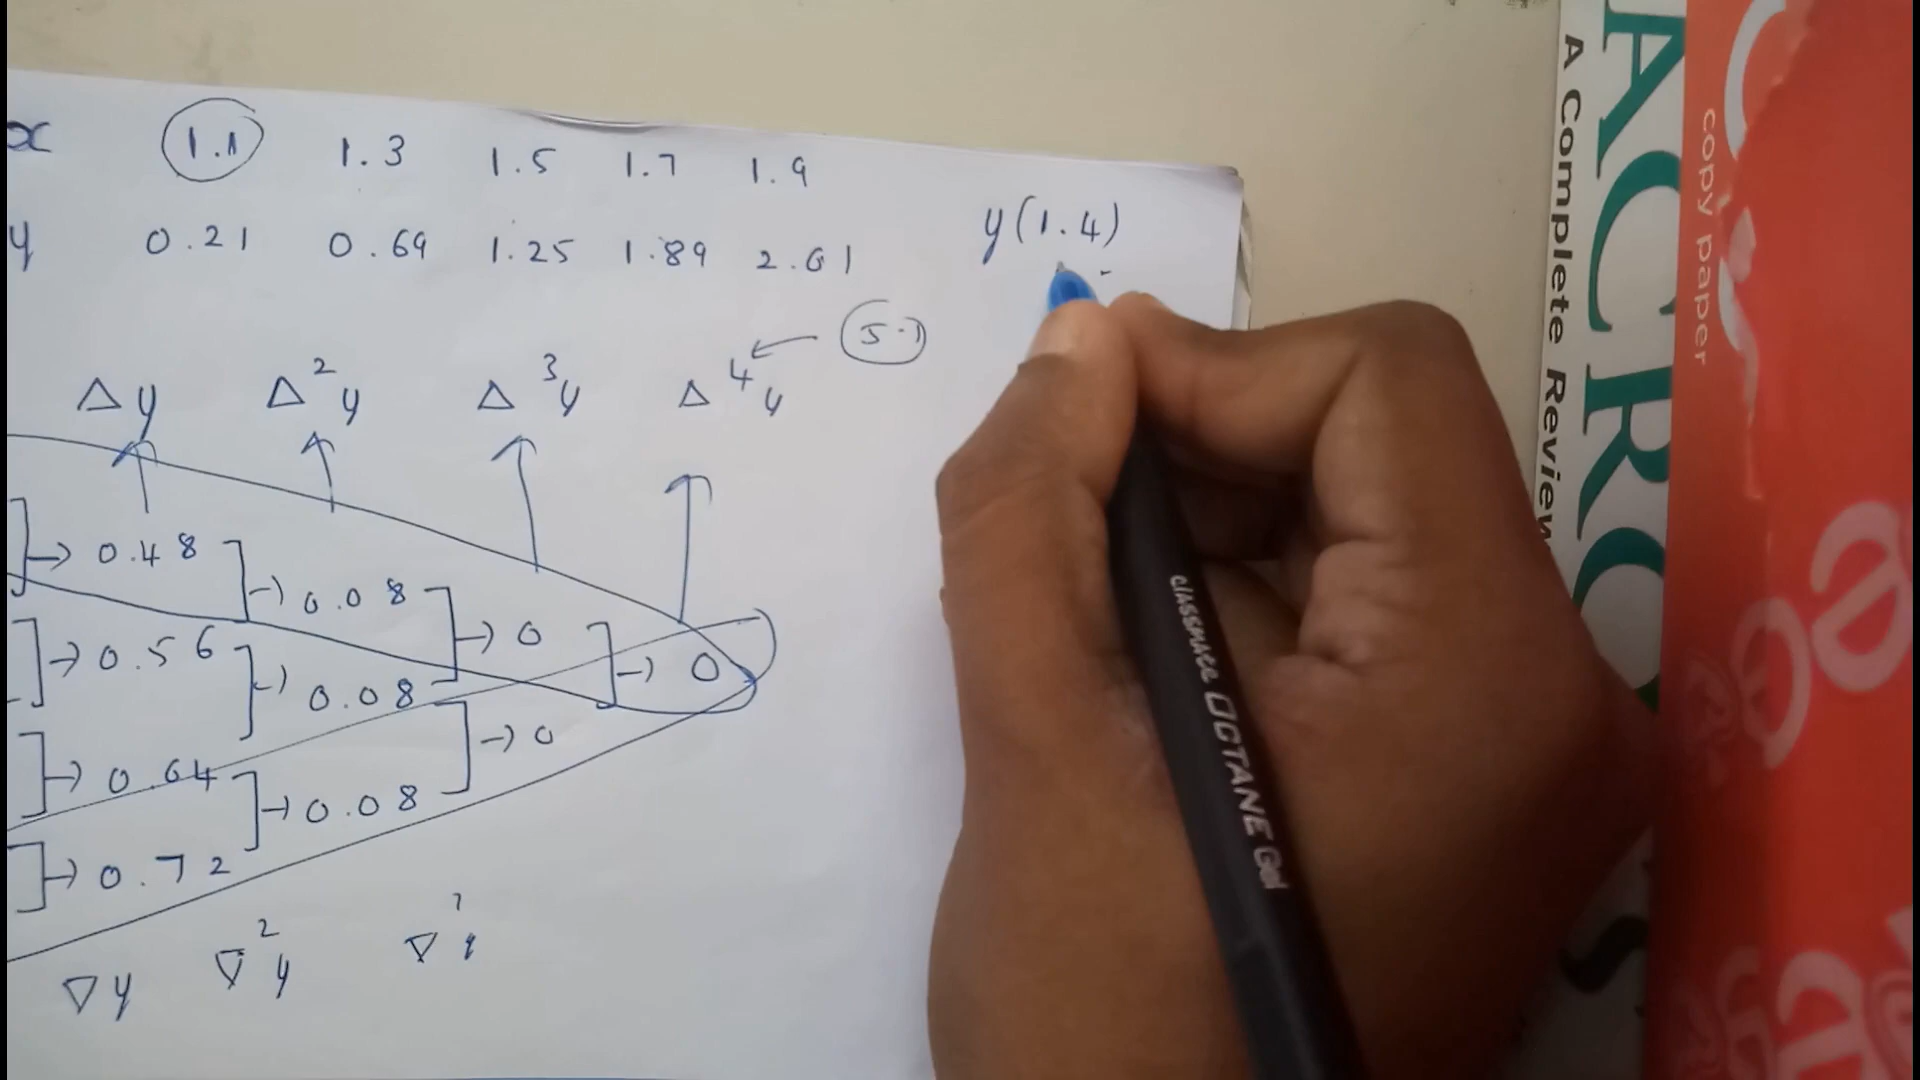 x 1.1 1.3 1.5 1.7 1.9
y 0.21 0.69 1.25 1.89 2.61
y(1.4)
5-1
Δy Δ²y Δ³y Δ⁴y
→ 0.48
→ 0.08
→ 0
→ 0.56
→ 0
→ 0.08
→ 0
→ 0.64
→ 0.08
→ 0.72
∇y ∇²y ∇
classmate OCTANE Gel
A Complete Review
ACRO
copy paper
ec